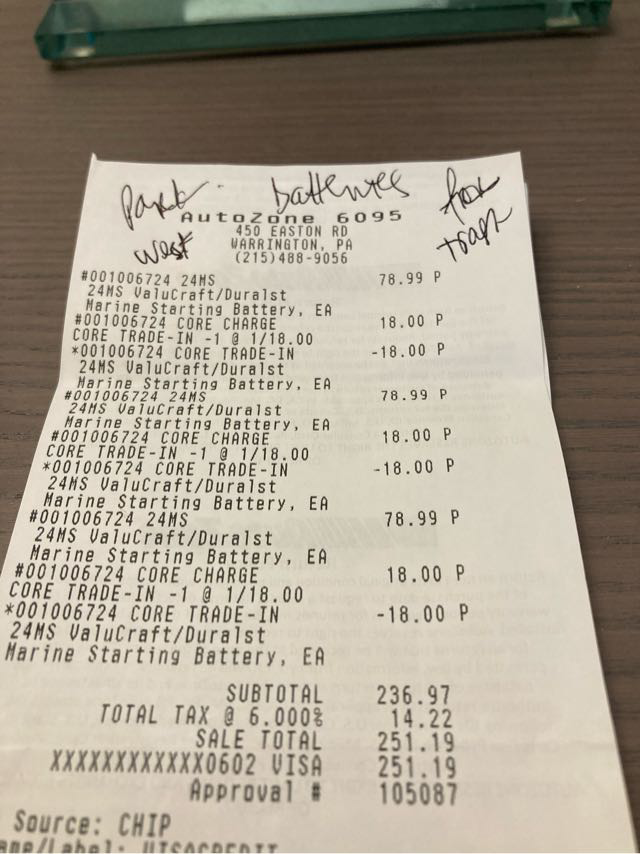 Park batteries for
west trap
AutoZone 6095
450 EASTON RD
WARRINGTON, PA
(215)488-9056
#001006724 24MS 78.99 P
24MS ValuCraft/Duralst
Marine Starting Battery, EA
#001006724 CORE CHARGE 18.00 P
CORE TRADE-IN -1 @ 1/18.00
*001006724 CORE TRADE-IN -18.00 P
24MS ValuCraft/Duralst
Marine Starting Battery, EA
#001006724 24MS 78.99 P
24MS ValuCraft/Duralst
Marine Starting Battery, EA
#001006724 CORE CHARGE 18.00 P
CORE TRADE-IN -1 @ 1/18.00
*001006724 CORE TRADE-IN -18.00 P
24MS ValuCraft/Duralst
Marine Starting Battery, EA
#001006724 24MS 78.99 P
24MS ValuCraft/Duralst
Marine Starting Battery, EA
#001006724 CORE CHARGE 18.00 P
CORE TRADE-IN -1 @ 1/18.00
*001006724 CORE TRADE-IN -18.00 P
24MS ValuCraft/Duralst
Marine Starting Battery, EA
SUBTOTAL 236.97
TOTAL TAX @ 6.000% 14.22
SALE TOTAL 251.19
XXXXXXXXXXXX0602 VISA 251.19
Approval # 105087
Source: CHIP
ame/Label: VISACREDIT